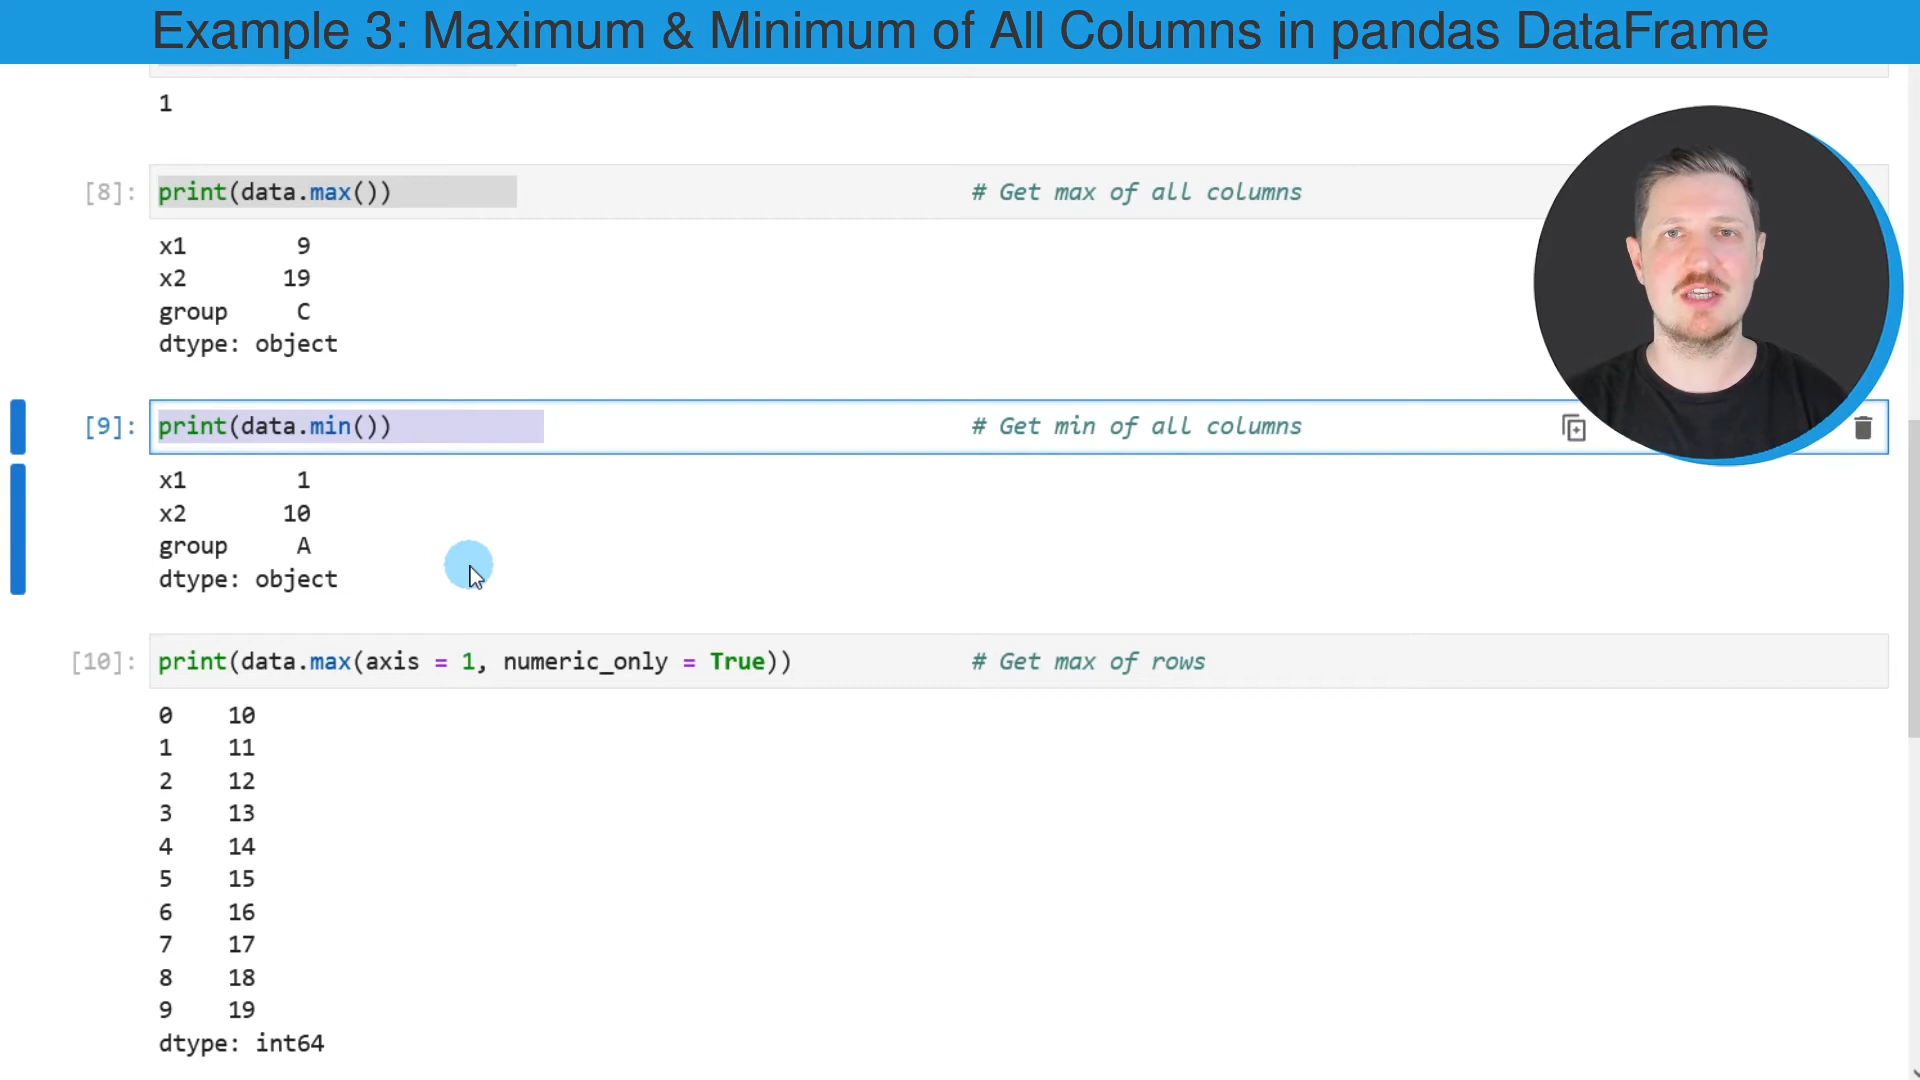 Example 3: Maximum & Minimum of All Columns in pandas DataFrame
1
[8]: print(data.max()) # Get max of all columns
x1 9
x2 19
group C
dtype: object
[9]: print(data.min()) # Get min of all columns
x1 1
x2 10
group A
dtype: object
[10]: print(data.max(axis = 1, numeric_only = True)) # Get max of rows
0 10
1 11
2 12
3 13
4 14
5 15
6 16
7 17
8 18
9 19
dtype: int64